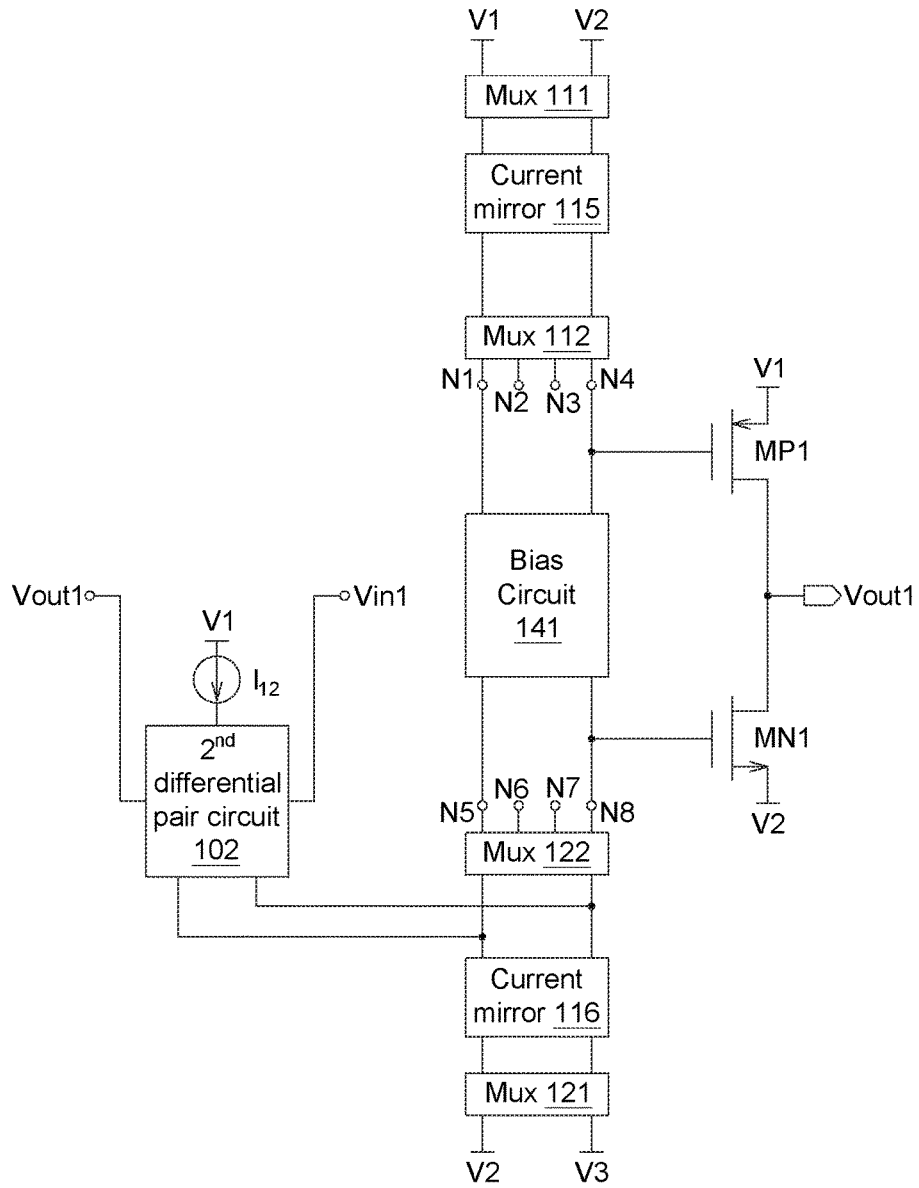 V1 V2
Mux 111
Current
mirror 115
Mux 112
N1 N2 N3 N4
V1
MP1
Bias
Circuit
141
Vout1 Vin1
Vout1
V1
I12
2nd
differential
pair circuit
102
MN1
V2
N5 N6 N7 N8
Mux 122
Current
mirror 116
Mux 121
V2 V3